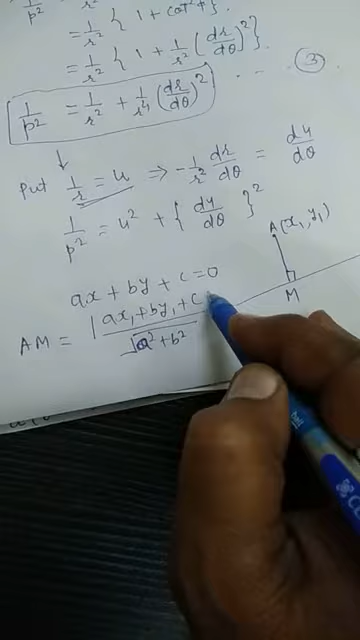 1/p² = 1/r² { 1 + cot²φ }.
= 1/r² { 1 + 1/r² (dr/dθ)² }.
1/p² = 1/r² + 1/r⁴ (dr/dθ)² - - - ③
Put 1/r = u ⇒ -1/r² dr/dθ = du/dθ
1/p² = u² + { du/dθ }²
A(x₁, y₁)
ax + by + c = 0
M
AM = | ax₁ + by₁ + c / √a² + b²